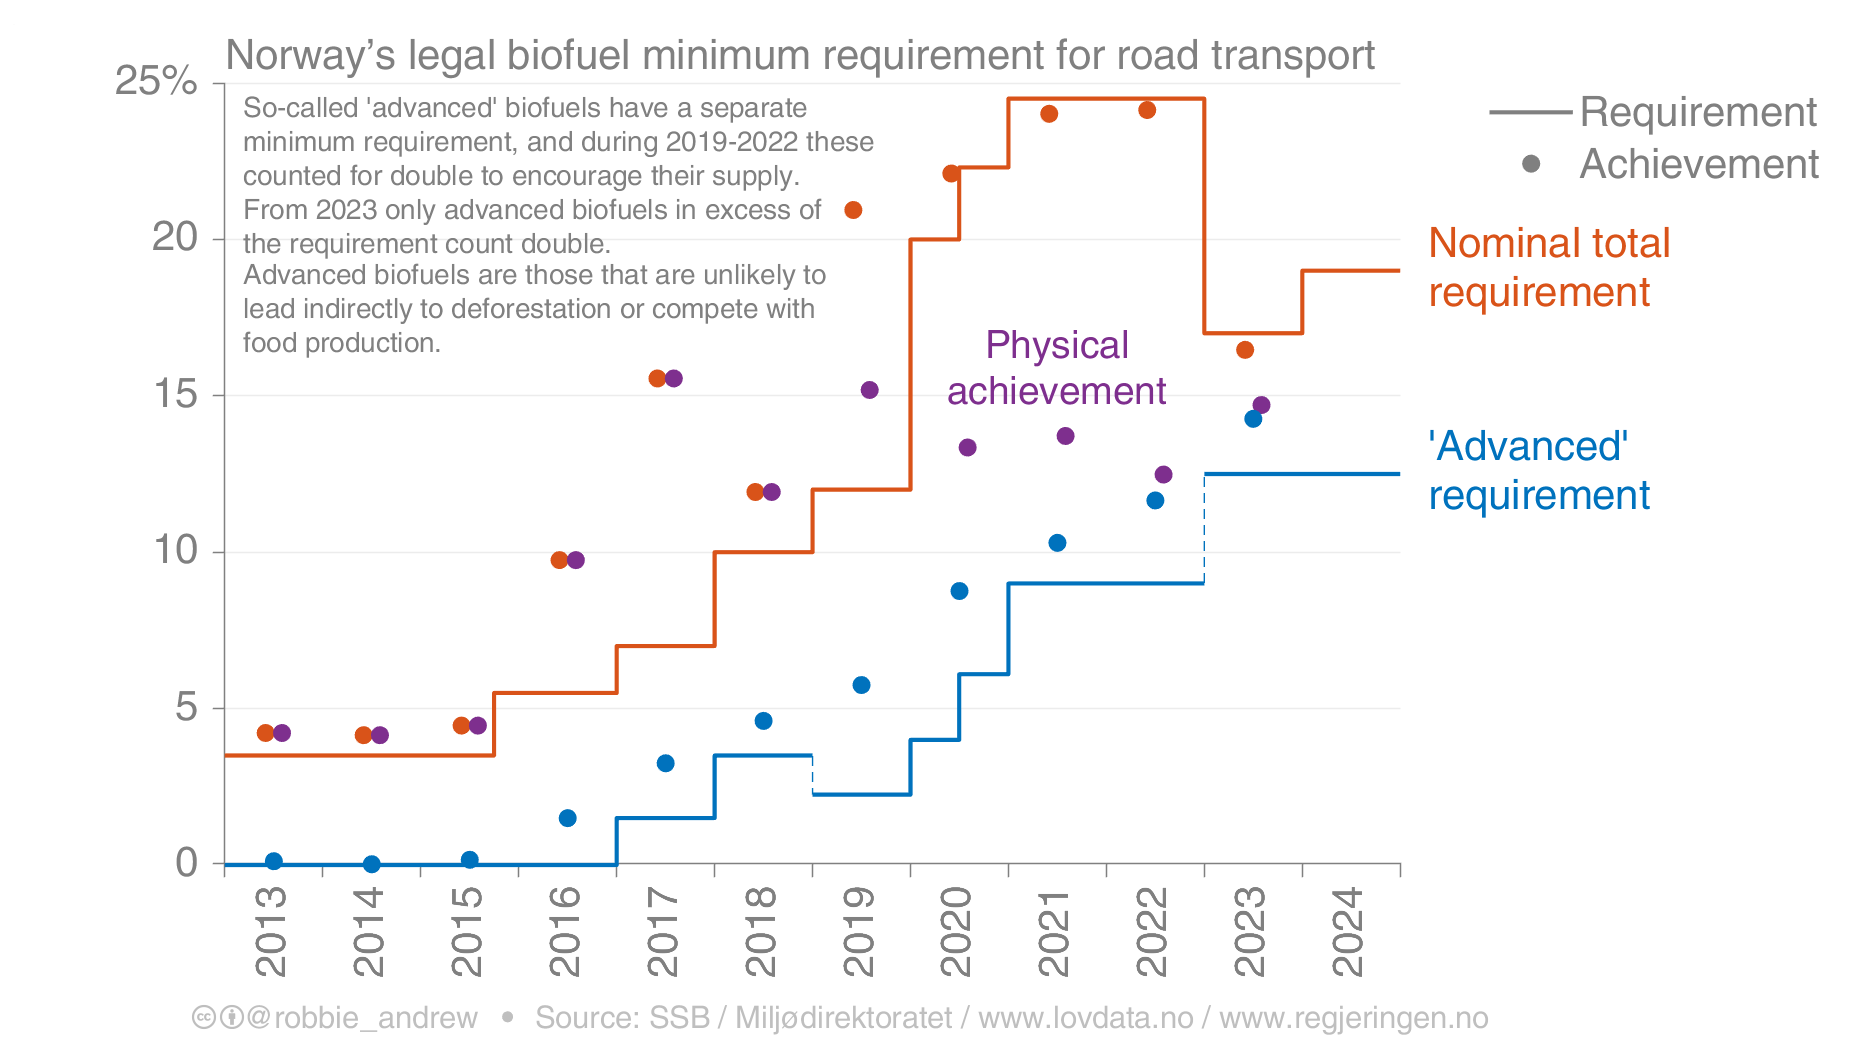 Norway's legal biofuel minimum requirement for road transport
25%
So-called 'advanced' biofuels have a separate
minimum requirement, and during 2019-2022 these
counted for double to encourage their supply.
From 2023 only advanced biofuels in excess of
the requirement count double.
Advanced biofuels are those that are unlikely to
lead indirectly to deforestation or compete with
food production.
Requirement
Achievement
20
Nominal total
requirement
Physical
achievement
15
'Advanced'
requirement
10
5
0
2013
2014
2015
2016
2017
2018
2019
2020
2021
2022
2023
2024
@robbie_andrew • Source: SSB / Miljødirektoratet / www.lovdata.no / www.regjeringen.no